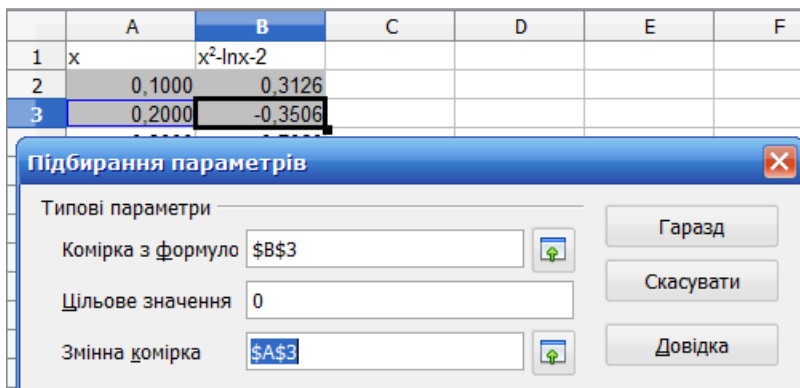 A B C D E F
1 x x²-lnx-2
2 0,1000 0,3126
3 0,2000 -0,3506
Підбирання параметрів
Типові параметри
Комірка з формуло $B$3
Цільове значення 0
Змінна комірка $A$3
Гаразд
Скасувати
Довідка